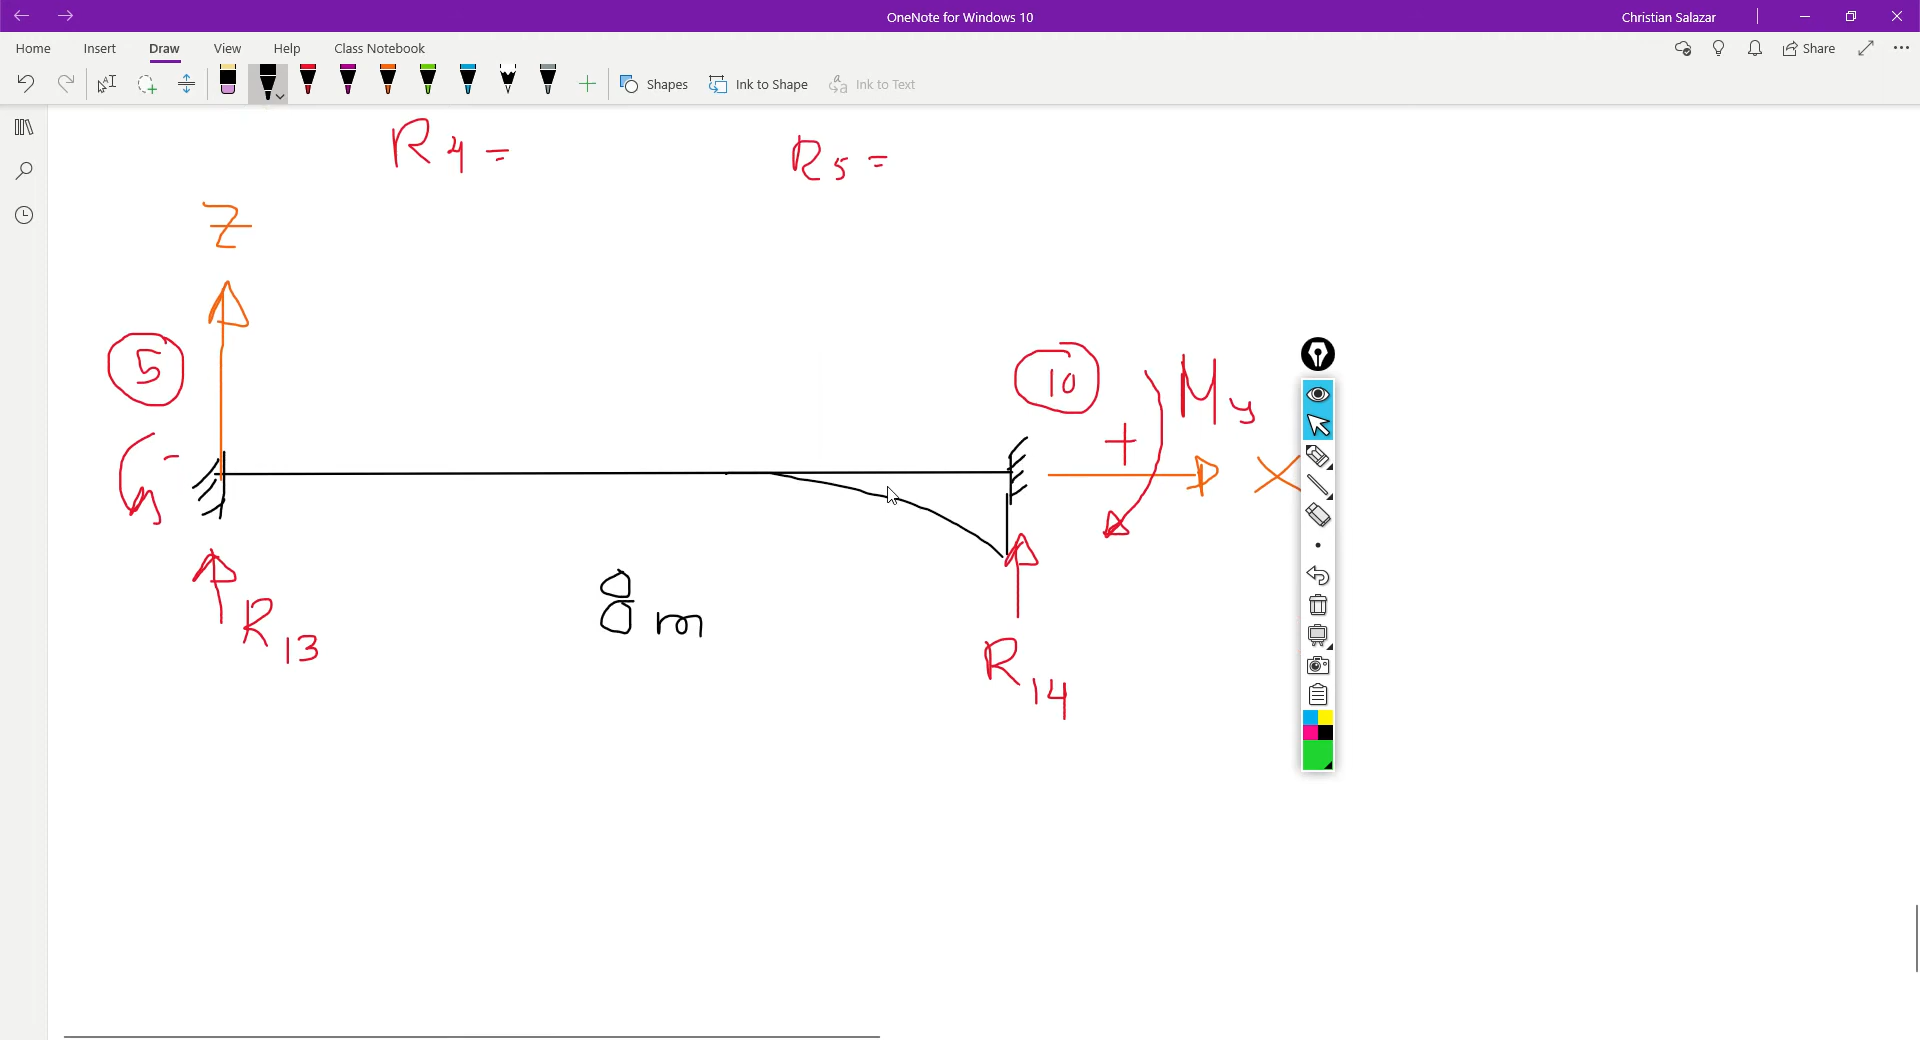 OneNote for Windows 10
Christian Salazar
Home Insert Draw View Help Class Notebook
Share
Shapes Ink to Shape Ink to Text
R4= R5=
Z
5
10
My
+
X
8 m
R13
R14